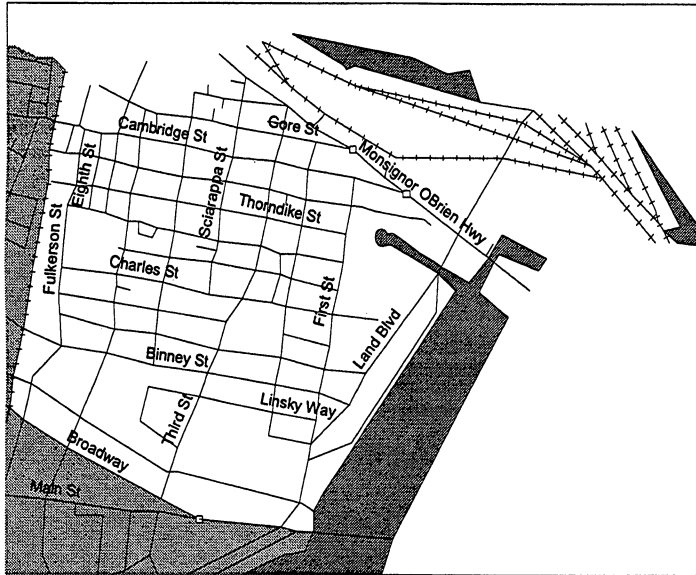 Cambridge St
Gore St
Monsignor OBrien Hwy
Eighth St
Sciarappa St
Thorndike St
Fulkerson St
Charles St
First St
Land Blvd
Binney St
Linsky Way
Third St
Broadway
Main St